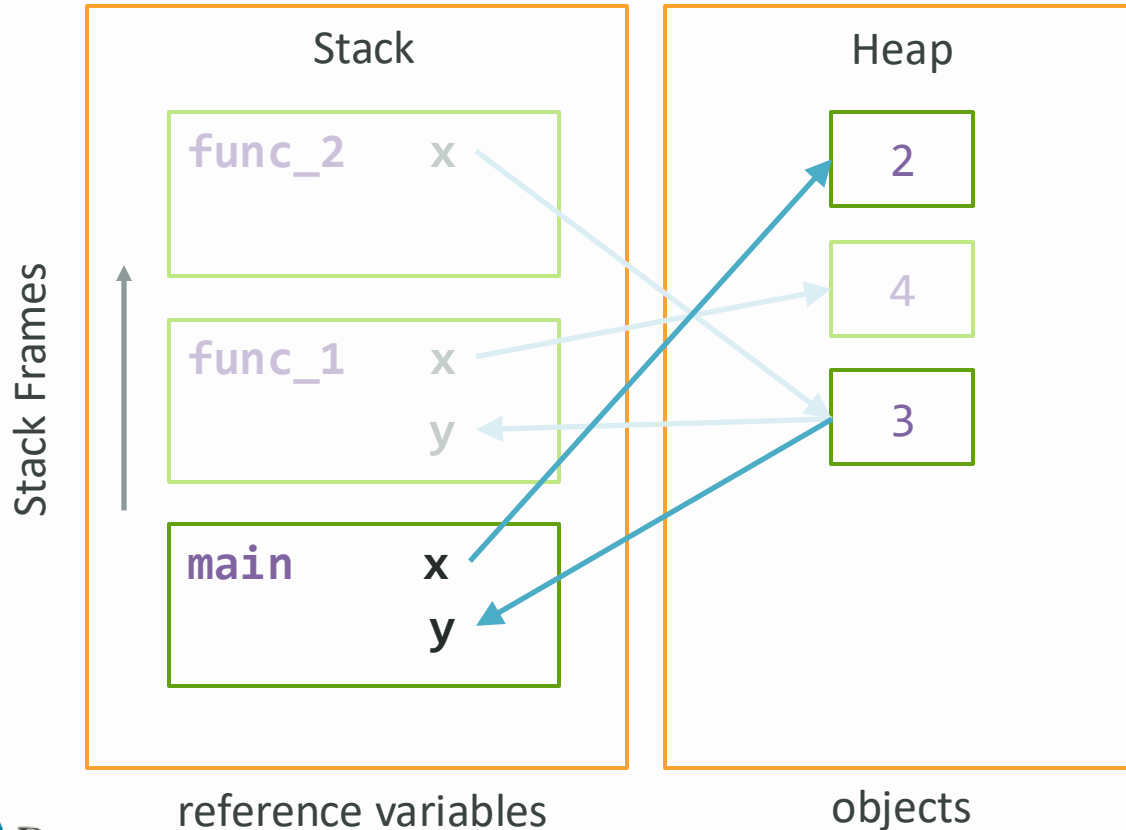 Stack
Heap
func_2 x
2
4
func_1 x
y
3
main x
y
Stack Frames
reference variables
objects